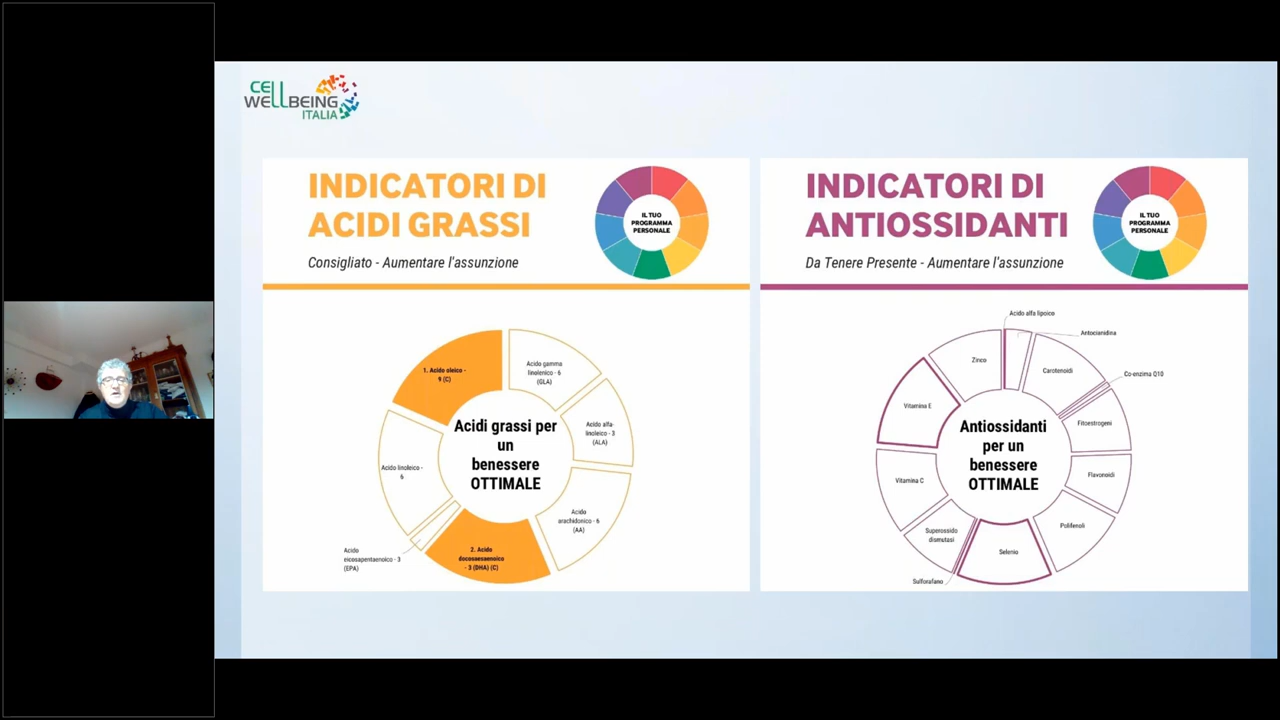 CELL
WELLBEING
ITALIA
INDICATORI DI
ACIDI GRASSI
Consigliato - Aumentare l'assunzione
IL TUO
PROGRAMMA
PERSONALE
1. Acido oleico -
9 (C)
Acido gamma
linolenico - 6
(GLA)
Acido alfa-
linoleico - 3
(ALA)
Acido
arachidonico - 6
(AA)
2. Acido
docosaesaenoico
- 3 (DHA) (C)
Acido
eicosapentaenoico - 3
(EPA)
Acido linoleico -
6
Acidi grassi per
un
benessere
OTTIMALE
INDICATORI DI
ANTIOSSIDANTI
Da Tenere Presente - Aumentare l'assunzione
IL TUO
PROGRAMMA
PERSONALE
Acido alfa lipoico
Antocianidina
Carotenoidi
Co-enzima Q10
Fitoestrogeni
Flavonoidi
Polifenoli
Selenio
Sulforafano
Superossido
dismutasi
Vitamina C
Vitamina E
Zinco
Antiossidanti
per un
benessere
OTTIMALE